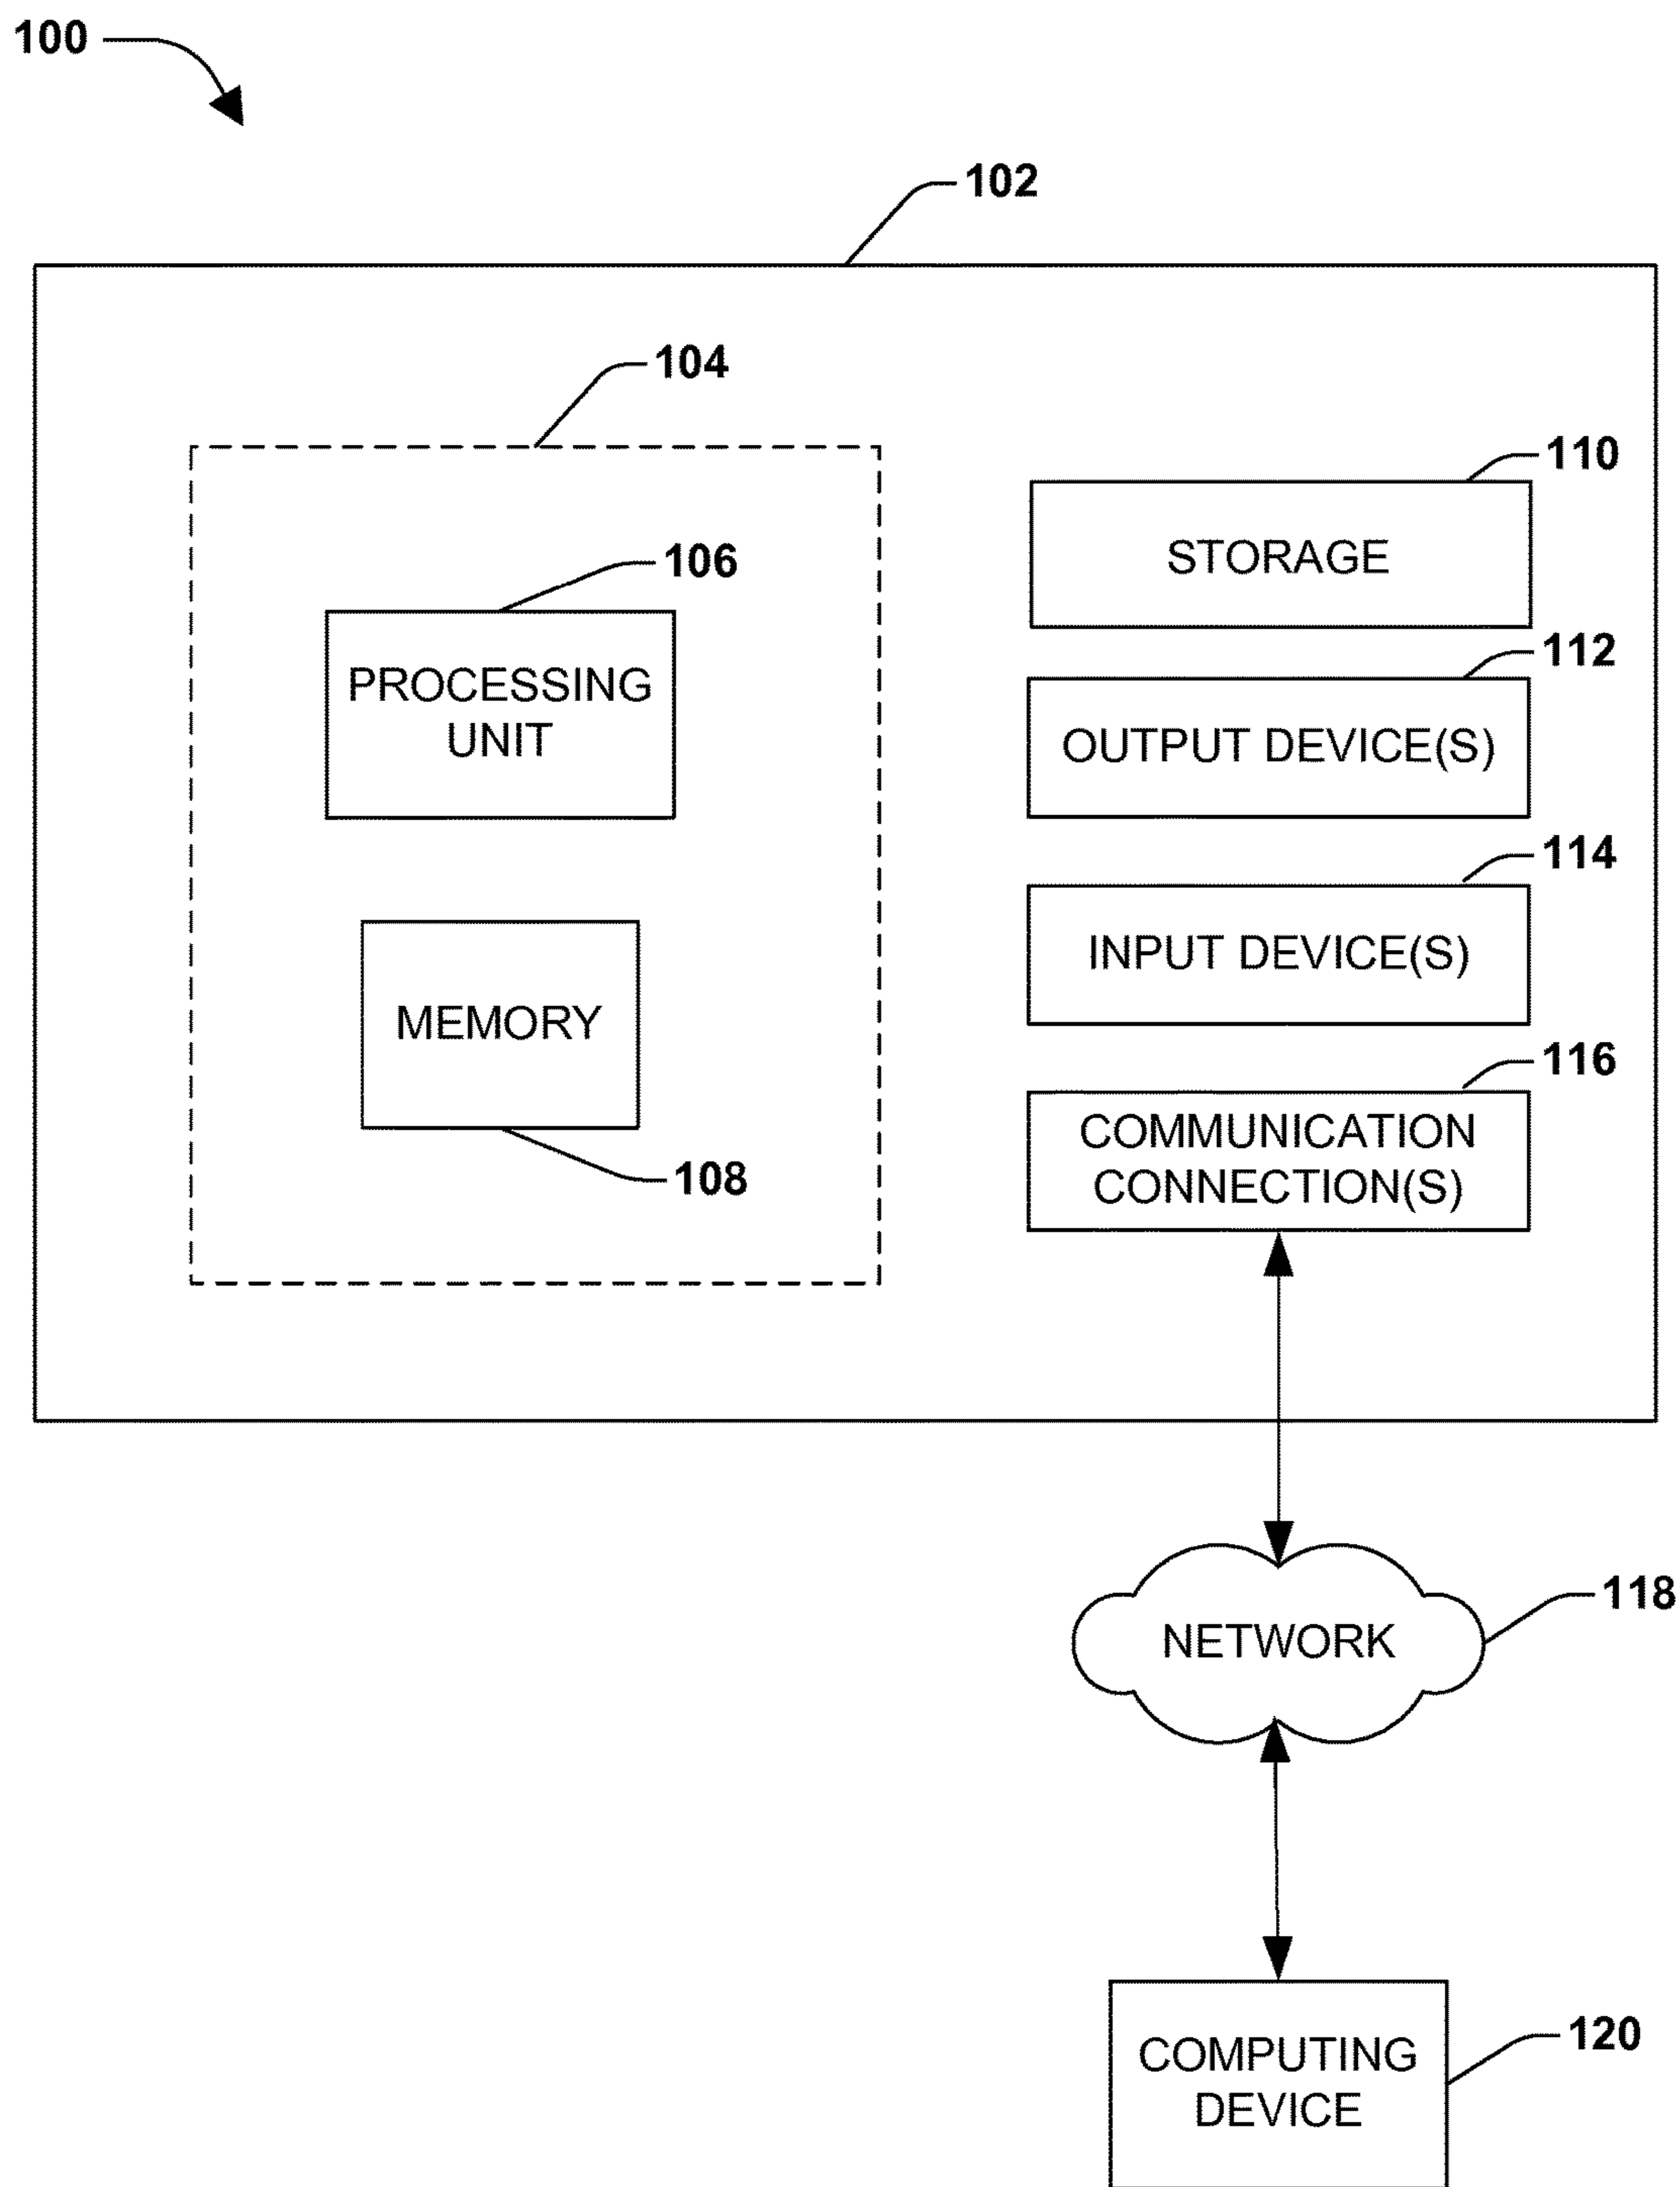 100
102
104
110
STORAGE
106
PROCESSING
UNIT
112
OUTPUT DEVICE(S)
114
INPUT DEVICE(S)
MEMORY
108
116
COMMUNICATION
CONNECTION(S)
118
NETWORK
120
COMPUTING
DEVICE